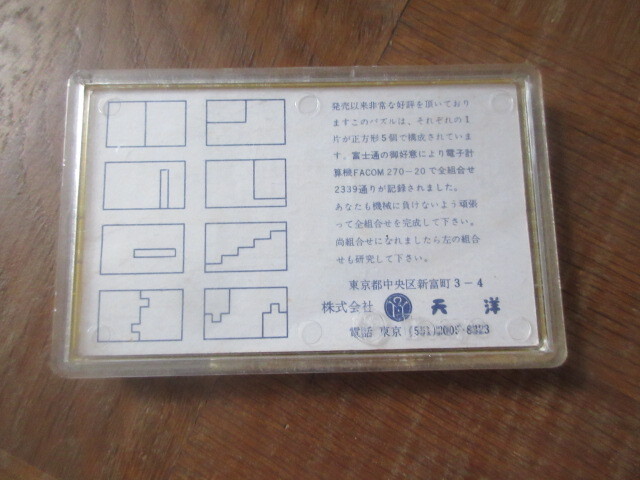 発売以来非常な好評を頂いており
ますこのパズルは、それぞれの1
片が正方形5個で構成されていま
す。富士通の御好意により電子計
算機FACOM 270-20で全組合せ
2339通りが記録されました。
あなたも機械に負けないよう頑張
って全組合せを完成して下さい。
尚組合せになれましたら左の組合
せも研究して下さい。
東京都中央区新富町3-4
株式会社 天洋
電話 東京 (551)